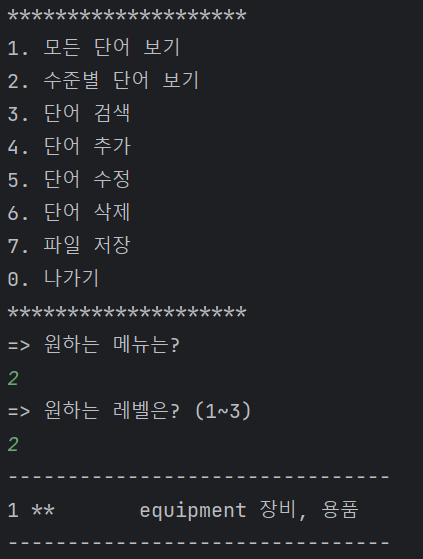 ********************
1. 모든 단어 보기
2. 수준별 단어 보기
3. 단어 검색
4. 단어 추가
5. 단어 수정
6. 단어 삭제
7. 파일 저장
0. 나가기
********************
=> 원하는 메뉴는?
2
=> 원하는 레벨은? (1~3)
2
--------------------------------
1 **       equipment 장비, 용품
--------------------------------